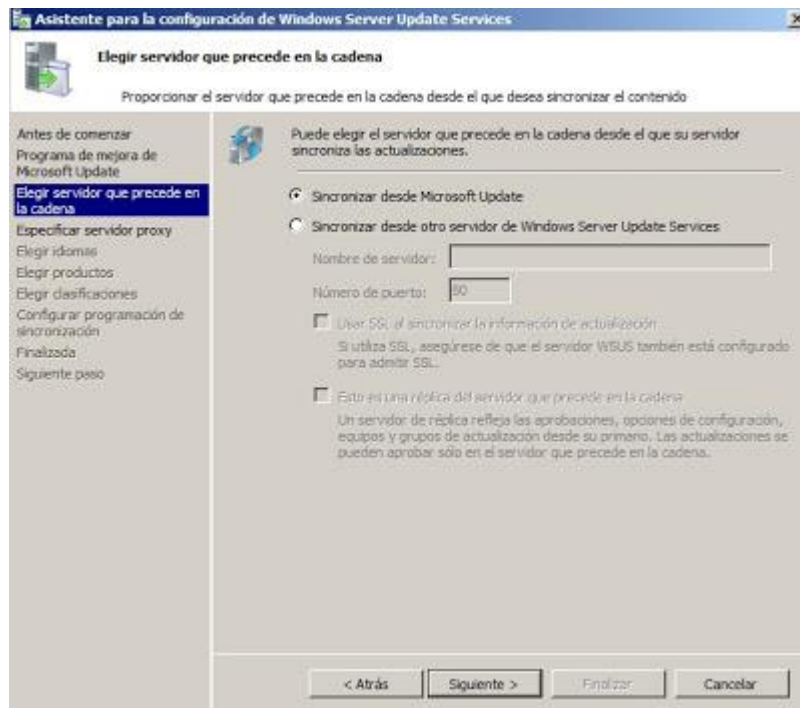 Asistente para la configuración de Windows Server Update Services
Elegir servidor que precede en la cadena
Proporcionar el servidor que precede en la cadena desde el que desea sincronizar el contenido
Antes de comenzar
Programa de mejora de
Microsoft Update
Elegir servidor que precede en
la cadena
Especificar servidor proxy
Elegir idiomas
Elegir productos
Elegir clasificaciones
Configurar programación de
sincronización
Finalizada
Siguiente paso
Puede elegir el servidor que precede en la cadena desde el que su servidor
sincroniza las actualizaciones.
Sincronizar desde Microsoft Update
Sincronizar desde otro servidor de Windows Server Update Services
Nombre de servidor:
Número de puerto: 80
Usar SSL al sincronizar la información de actualización
Si utiliza SSL, asegúrese de que el servidor WSUS también está configurado
para admitir SSL.
Esto es una réplica del servidor que precede en la cadena
Un servidor de réplica refleja las aprobaciones, opciones de configuración,
equipos y grupos de actualización desde su primario. Las actualizaciones se
pueden aprobar sólo en el servidor que precede en la cadena.
< Atrás
Siguiente >
Finalizar
Cancelar